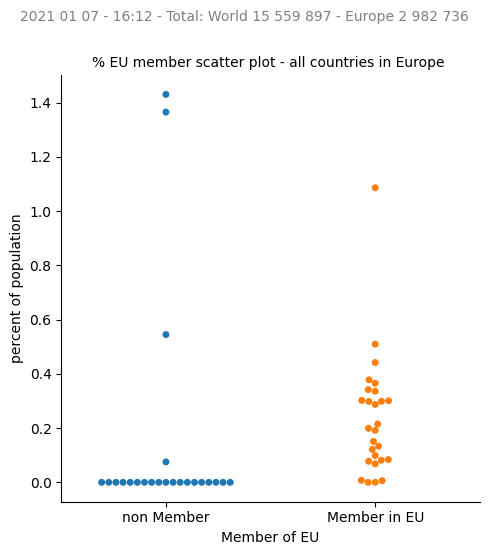 2021 01 07 - 16:12 - Total: World 15 559 897 - Europe 2 982 736
% EU member scatter plot - all countries in Europe
1.4
1.2
1.0
0.8
0.6
0.4
0.2
0.0
percent of population
non Member
Member in EU
Member of EU